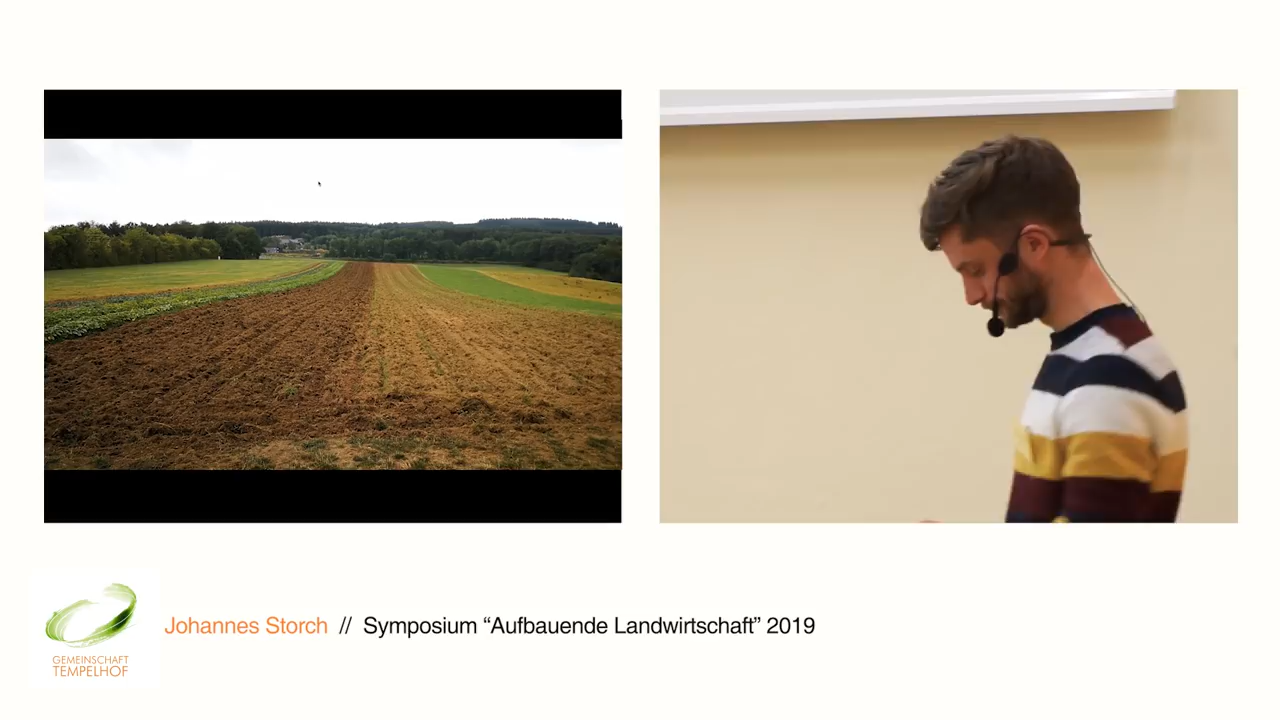 Johannes Storch // Symposium “Aufbauende Landwirtschaft” 2019
GEMEINSCHAFT
TEMPELHOF